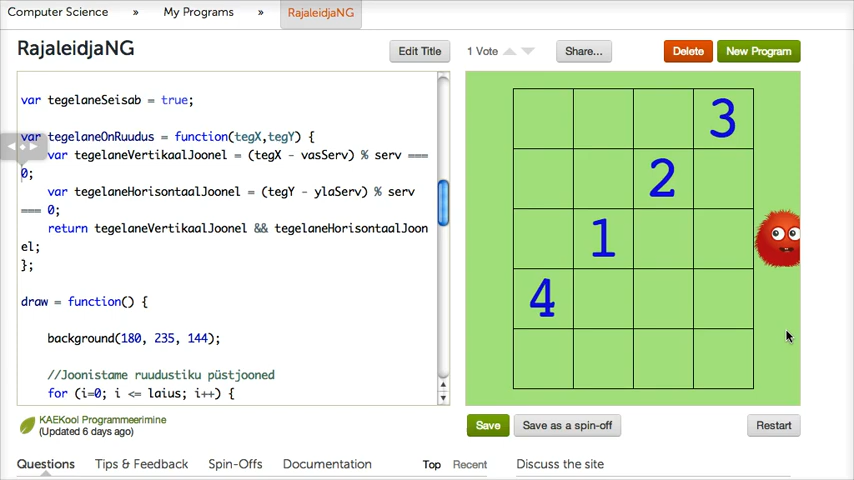 Computer Science » My Programs » RajaleidjaNG
RajaleidjaNG
Edit Title
1 Vote
Share...
Delete
New Program
var tegelaneSeisab = true;
var tegelaneOnRuudus = function(tegX,tegY) {
var tegelaneVertikaalJoonel = (tegX - vasServ) % serv ===
0;
var tegelaneHorisontaalJoonel = (tegY - ylaServ) % serv
=== 0;
return tegelaneVertikaalJoonel && tegelaneHorisontaalJoon
el;
};
draw = function() {
background(180, 235, 144);
//Joonistame ruudustiku püstjooned
for (i=0; i <= laius; i++) {
3
2
1
4
KAEKool Programmeerimine
(Updated 6 days ago)
Save
Save as a spin-off
Restart
Questions
Tips & Feedback
Spin-Offs
Documentation
Top
Recent
Discuss the site